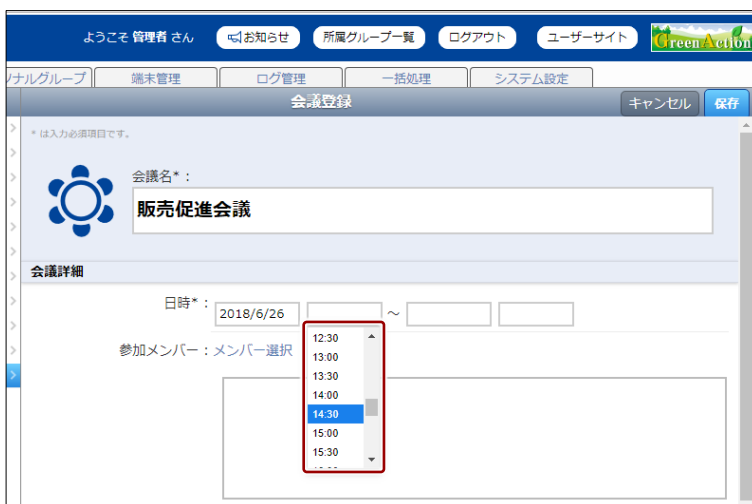 ようこそ 管理者 さん お知らせ 所属グループ一覧 ログアウト ユーザーサイト GreenAction
ソナルグループ 端末管理 ログ管理 一括処理 システム設定
会議登録 キャンセル 保存
* は入力必須項目です。
会議名*：
販売促進会議
会議詳細
日時*： 2018/6/26 ～
参加メンバー：メンバー選択
12:30
13:00
13:30
14:00
14:30
15:00
15:30